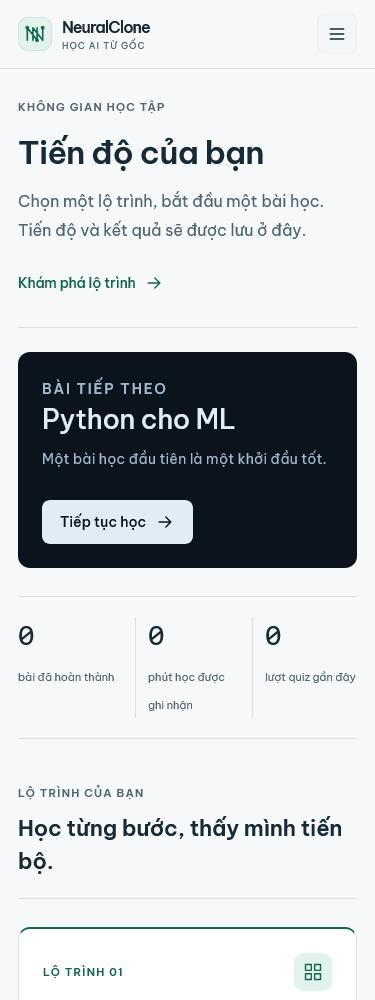 NeuralClone
HỌC AI TỪ GỐC
KHÔNG GIAN HỌC TẬP
Tiến độ của bạn
Chọn một lộ trình, bắt đầu một bài học.
Tiến độ và kết quả sẽ được lưu ở đây.
Khám phá lộ trình
BÀI TIẾP THEO
Python cho ML
Một bài học đầu tiên là một khởi đầu tốt.
Tiếp tục học
0
bài đã hoàn thành
0
phút học được
ghi nhận
0
lượt quiz gần đây
LỘ TRÌNH CỦA BẠN
Học từng bước, thấy mình tiến
bộ.
LỘ TRÌNH 01